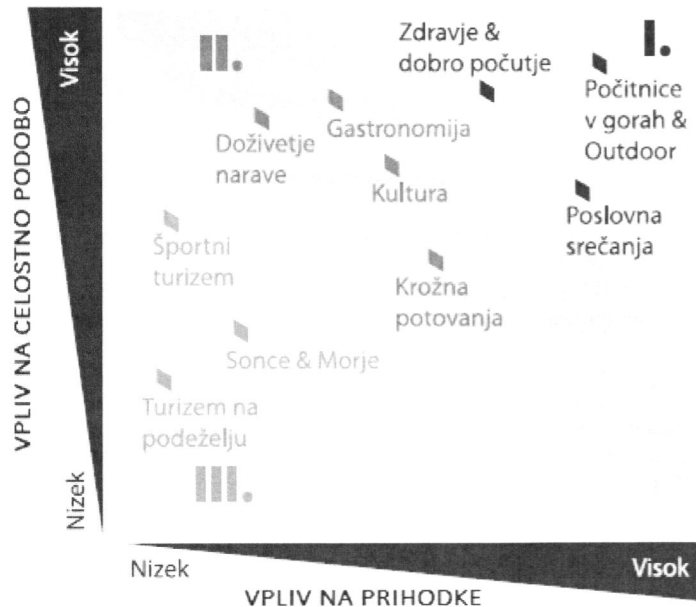 VPLIV NA CELOSTNO PODOBO
Visok
Nizek
II.
I.
Zdravje &
dobro počutje
Počitnice
v gorah &
Outdoor
Gastronomija
Doživetje
narave
Kultura
Poslovna
srečanja
Športni
turizem
Krožna
potovanja
Sonce & Morje
Turizem na
podeželju
III.
Nizek
Visok
VPLIV NA PRIHODKE